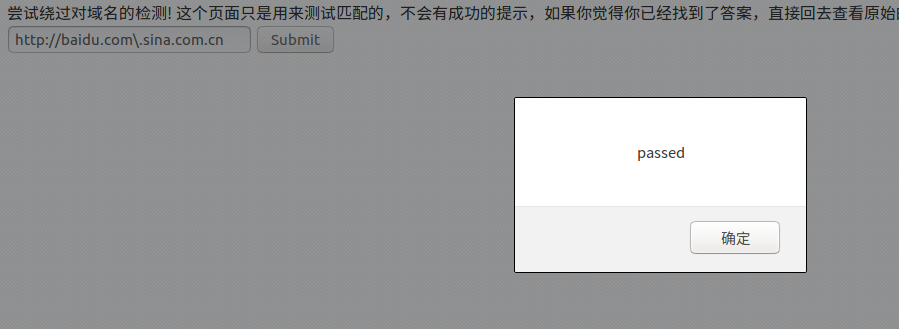 尝试绕过对域名的检测! 这个页面只是用来测试匹配的，不会有成功的提示，如果你觉得你已经找到了答案，直接回去查看原始的
http://baidu.com\.sina.com.cn Submit
passed
确定